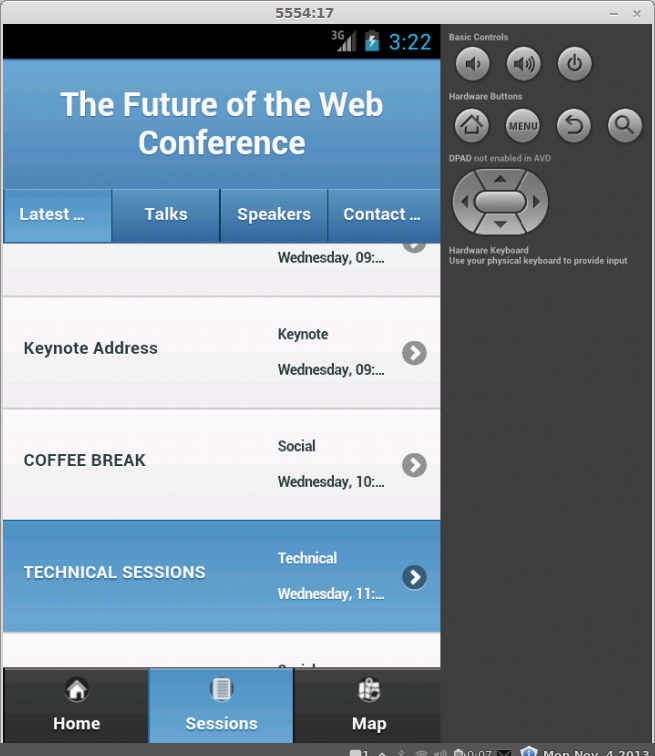 5554:17
3G
3:22
The Future of the Web
Conference
Latest ...
Talks
Speakers
Contact ...
Wednesday, 09:...
Keynote Address
Keynote
Wednesday, 09:...
COFFEE BREAK
Social
Wednesday, 10:...
TECHNICAL SESSIONS
Technical
Wednesday, 11:...
Home
Sessions
Map
Basic Controls
Hardware Buttons
MENU
DPAD not enabled in AVD
Hardware Keyboard
Use your physical keyboard to provide input
1
0:07
Mon Nov 4 2013